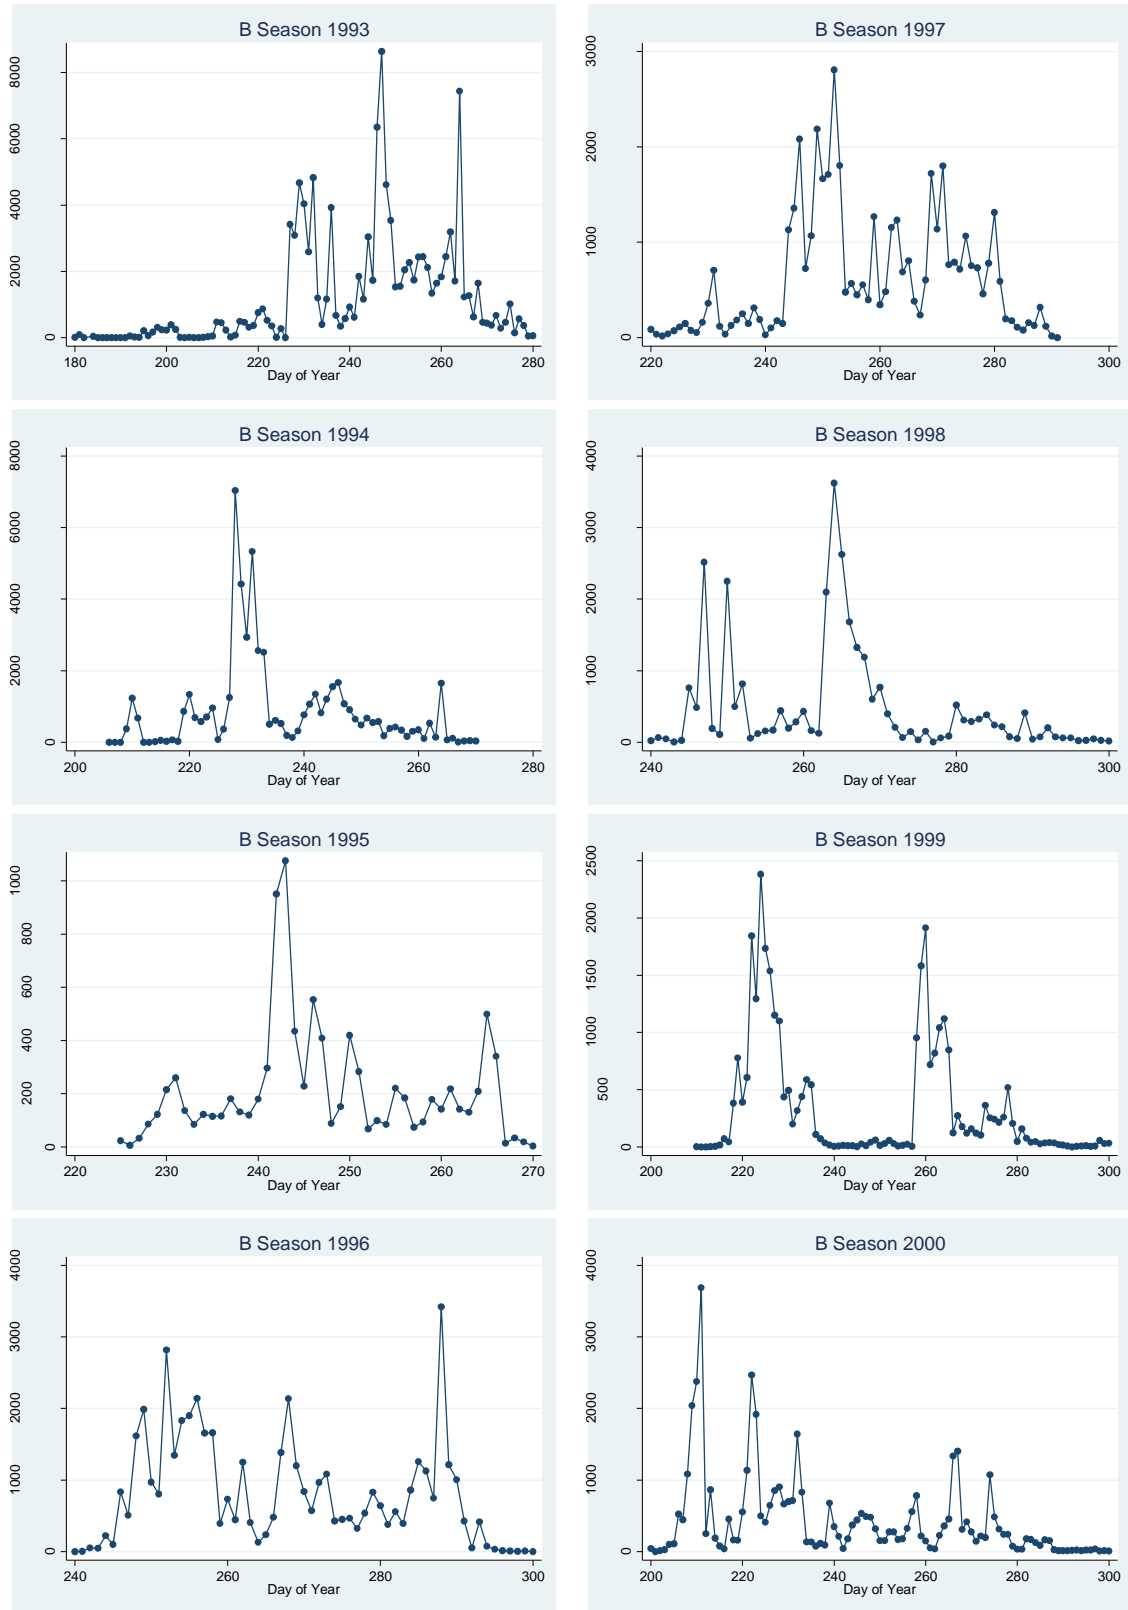 B Season 1993
8000
6000
4000
2000
0
180 200 220 240 260 280
Day of Year
B Season 1997
3000
2000
1000
0
220 240 260 280 300
Day of Year
B Season 1994
8000
6000
4000
2000
0
200 220 240 260 280
Day of Year
B Season 1998
4000
3000
2000
1000
0
240 260 280 300
Day of Year
B Season 1995
1000
800
600
400
200
0
220 230 240 250 260 270
Day of Year
B Season 1999
2500
2000
1500
1000
500
0
200 220 240 260 280 300
Day of Year
B Season 1996
4000
3000
2000
1000
0
240 260 280 300
Day of Year
B Season 2000
4000
3000
2000
1000
0
200 220 240 260 280 300
Day of Year